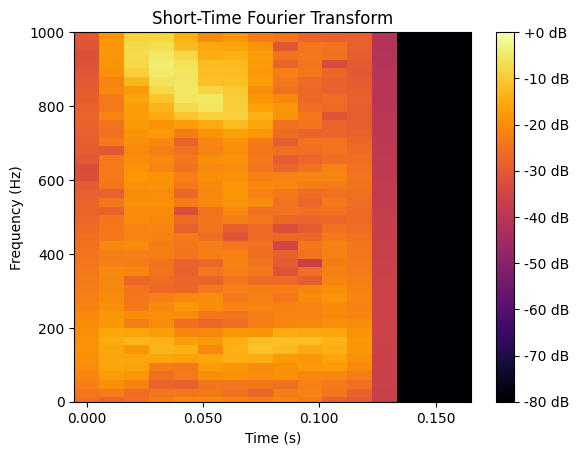 Short-Time Fourier Transform
1000
800
600
400
200
0
Frequency (Hz)
0.000
0.050
0.100
0.150
Time (s)
+0 dB
-10 dB
-20 dB
-30 dB
-40 dB
-50 dB
-60 dB
-70 dB
-80 dB